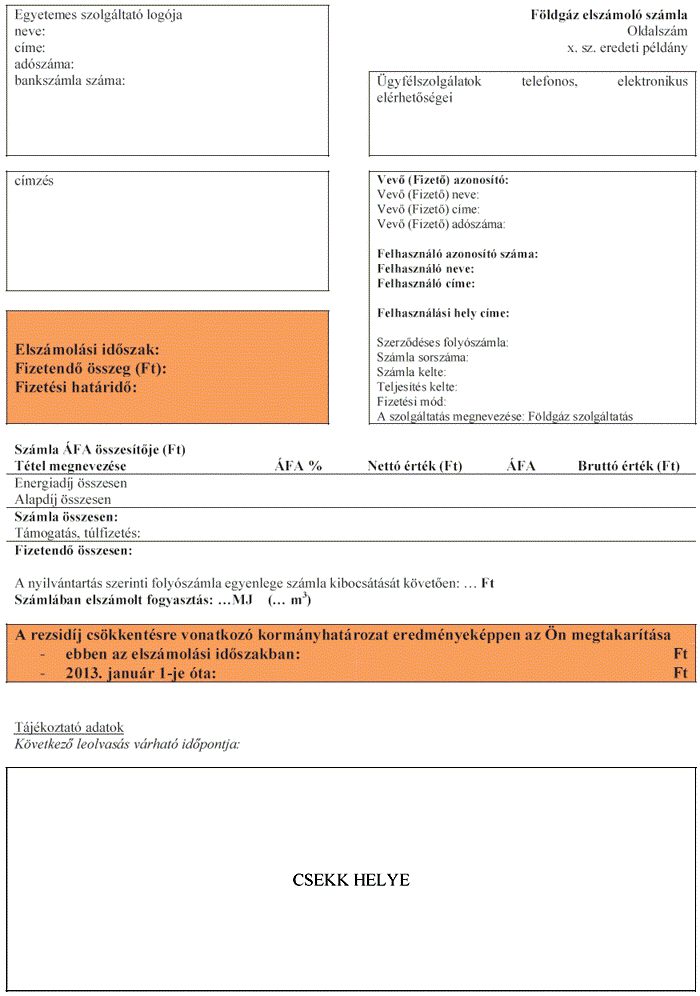 Egyetemes szolgáltató logója
neve:
címe:
adószáma:
bankszámla száma:
Földgáz elszámoló számla
Oldalszám
x. sz. eredeti példány
Ügyfélszolgálatok telefonos, elektronikus
elérhetőségei
címzés
Vevő (Fizető) azonosító:
Vevő (Fizető) neve:
Vevő (Fizető) címe:
Vevő (Fizető) adószáma:
Felhasználó azonosító száma:
Felhasználó neve:
Felhasználó címe:
Felhasználási hely címe:
Szerződéses folyószámla:
Számla sorszáma:
Számla kelte:
Teljesítés kelte:
Fizetési mód:
A szolgáltatás megnevezése: Földgáz szolgáltatás
Elszámolási időszak:
Fizetendő összeg (Ft):
Fizetési határidő:
Számla ÁFA összesítője (Ft)
Tétel megnevezése ÁFA % Nettó érték (Ft) ÁFA Bruttó érték (Ft)
Energiadíj összesen
Alapdíj összesen
Számla összesen:
Támogatás, túlfizetés:
Fizetendő összesen:
A nyilvántartás szerinti folyószámla egyenlege számla kibocsátását követően: … Ft
Számlában elszámolt fogyasztás: …MJ (… m³)
A rezsidíj csökkentésre vonatkozó kormányhatározat eredményeképpen az Ön megtakarítása
- ebben az elszámolási időszakban: Ft
- 2013. január 1-je óta: Ft
Tájékoztató adatok
Következő leolvasás várható időpontja:
CSEKK HELYE